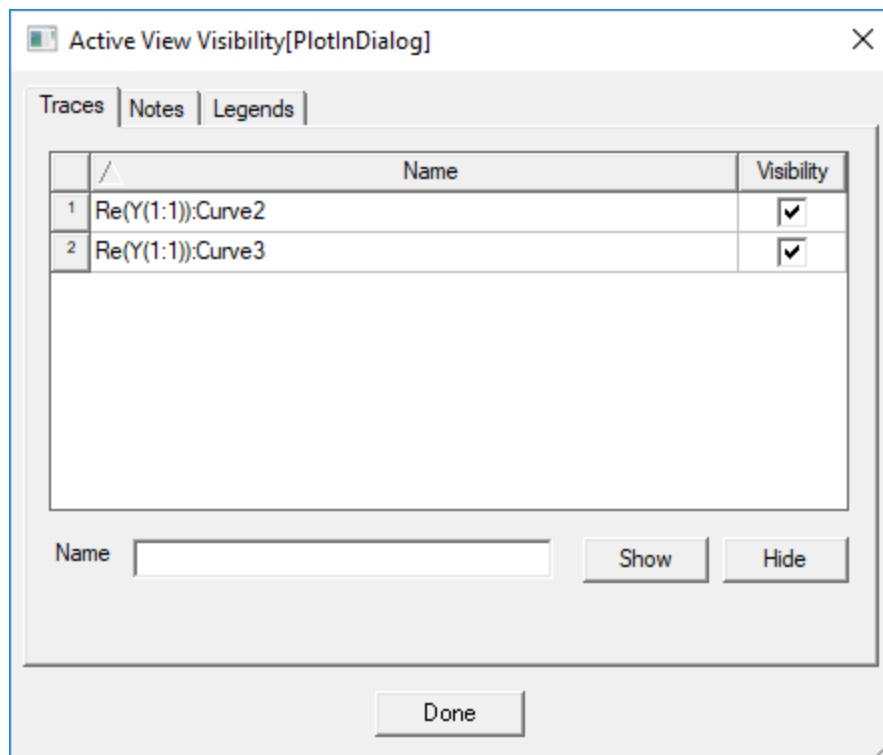 Active View Visibility[PlotInDialog]
Traces Notes Legends
Name Visibility
1 Re(Y(1:1)):Curve2
2 Re(Y(1:1)):Curve3
Name Show Hide
Done